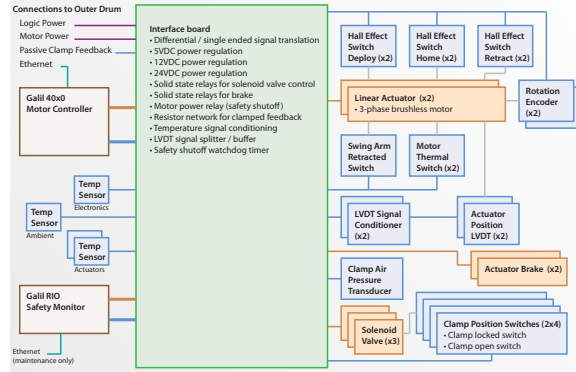 Connections to Outer Drum
Logic Power
Motor Power
Passive Clamp Feedback
Ethernet
Galil 40x0
Motor Controller
Temp
Sensor
Electronics
Temp
Sensor
Ambient
Temp
Sensor
Actuators
Galil RIO
Safety Monitor
Ethernet
(maintenance only)
Interface board
• Differential / single ended signal translation
• 5VDC power regulation
• 12VDC power regulation
• 24VDC power regulation
• Solid state relays for solenoid valve control
• Solid state relays for brake
• Motor power relay (safety shutoff)
• Resistor network for clamped feedback
• Temperature signal conditioning
• LVDT signal splitter / buffer
• Safety shutoff watchdog timer
Hall Effect
Switch
Deploy (x2)
Hall Effect
Switch
Home (x2)
Hall Effect
Switch
Retract (x2)
Linear Actuator (x2)
• 3-phase brushless motor
Rotation
Encoder
(x2)
Swing Arm
Retracted
Switch
Motor
Thermal
Switch (x2)
LVDT Signal
Conditioner
(x2)
Actuator
Position
LVDT (x2)
Clamp Air
Pressure
Transducer
Actuator Brake (x2)
Solenoid
Valve (x3)
Clamp Position Switches (2x4)
• Clamp locked switch
• Clamp open switch